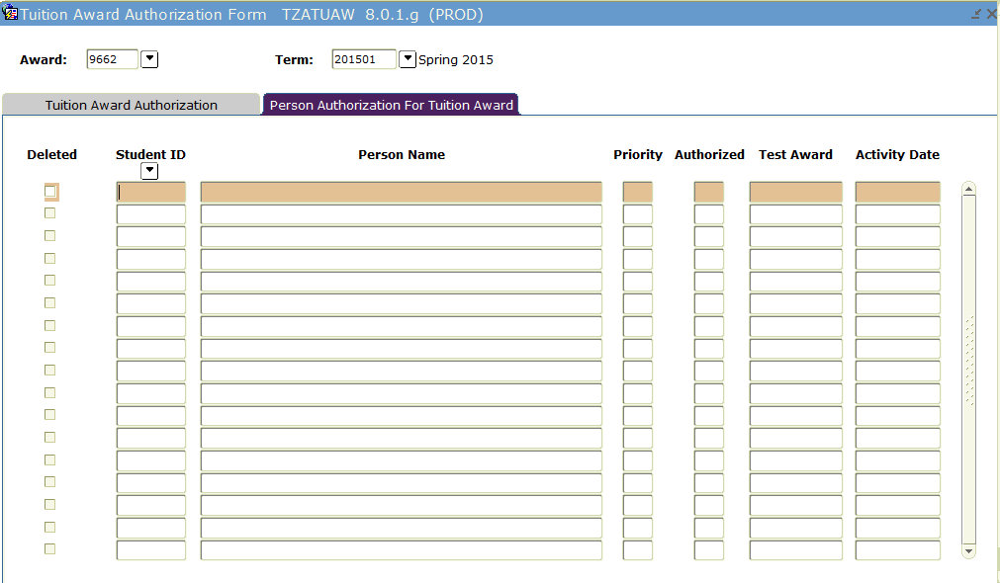 Tuition Award Authorization Form TZATUAW 8.0.1.g (PROD)
Award: 9662 Term: 201501 Spring 2015
Tuition Award Authorization Person Authorization For Tuition Award
Deleted Student ID Person Name Priority Authorized Test Award Activity Date